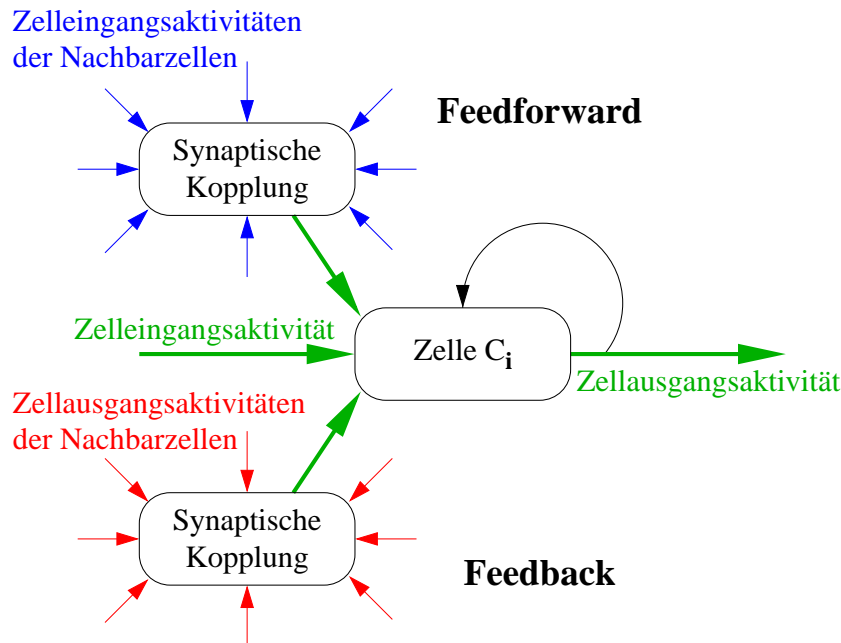 Zelleingangsaktivitäten
der Nachbarzellen
Feedforward
Synaptische
Kopplung
Zelleingangsaktivität
Zelle Ci
Zellausgangsaktivität
Zellausgangsaktivitäten
der Nachbarzellen
Synaptische
Kopplung
Feedback